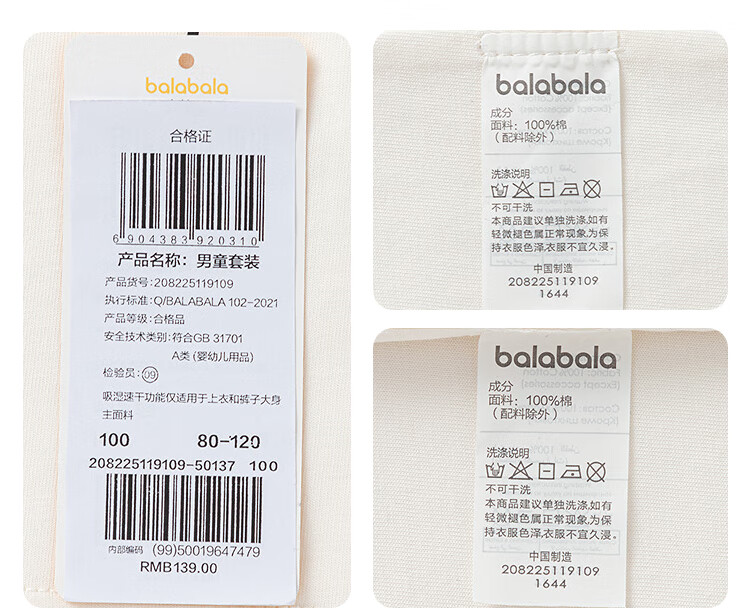 balabala
合格证
6 904383 920310
产品名称：男童套装
产品货号：208225119109
执行标准：Q/BALABALA 102-2021
产品等级：合格品
安全技术类别：符合GB 31701
A类 (婴幼儿用品)
检验员：09
吸湿速干功能仅适用于上衣和裤子大身
主面料
100 80-120
208225119109-50137 100
内部编码 (99)50019647479
RMB139.00
balabala
成分
面料：100%棉
（配料除外）
洗涤说明
不可干洗
本商品建议单独洗涤,如有
轻微褪色属正常现象,为保
持衣服色泽,衣服不宜久浸。
中国制造
208225119109
1644
balabala
成分
面料：100%棉
（配料除外）
洗涤说明
不可干洗
本商品建议单独洗涤,如有
轻微褪色属正常现象,为保
持衣服色泽,衣服不宜久浸。
中国制造
208225119109
1644